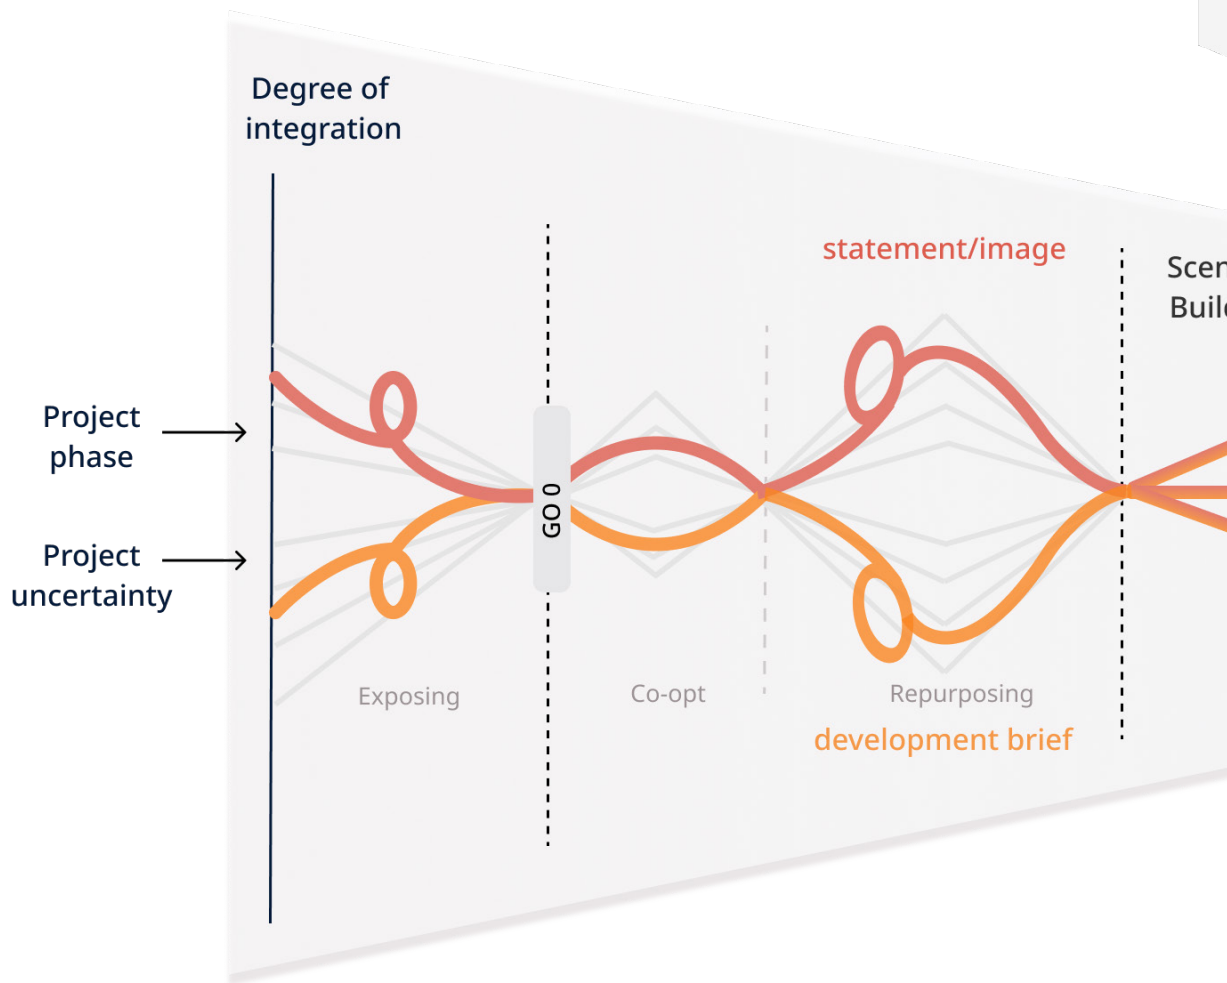 Degree of
integration
statement/image
Project
phase
GO 0
Project
uncertainty
Exposing
Co-opt
Repurposing
development brief